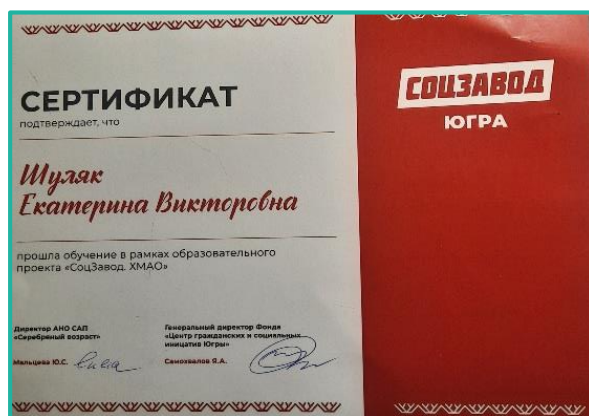 СЕРТИФИКАТ
подтверждает, что
Шуляк
Екатерина Викторовна
прошла обучение в рамках образовательного
проекта «СоцЗавод. ХМАО»
Директор АНО САП
«Серебряный возраст»
Мальцева Ю.С.
Генеральный директор Фонда
«Центр гражданских и социальных
инициатив Югры»
Самозвалов Я.А.
СОЦЗАВОД
ЮГРА